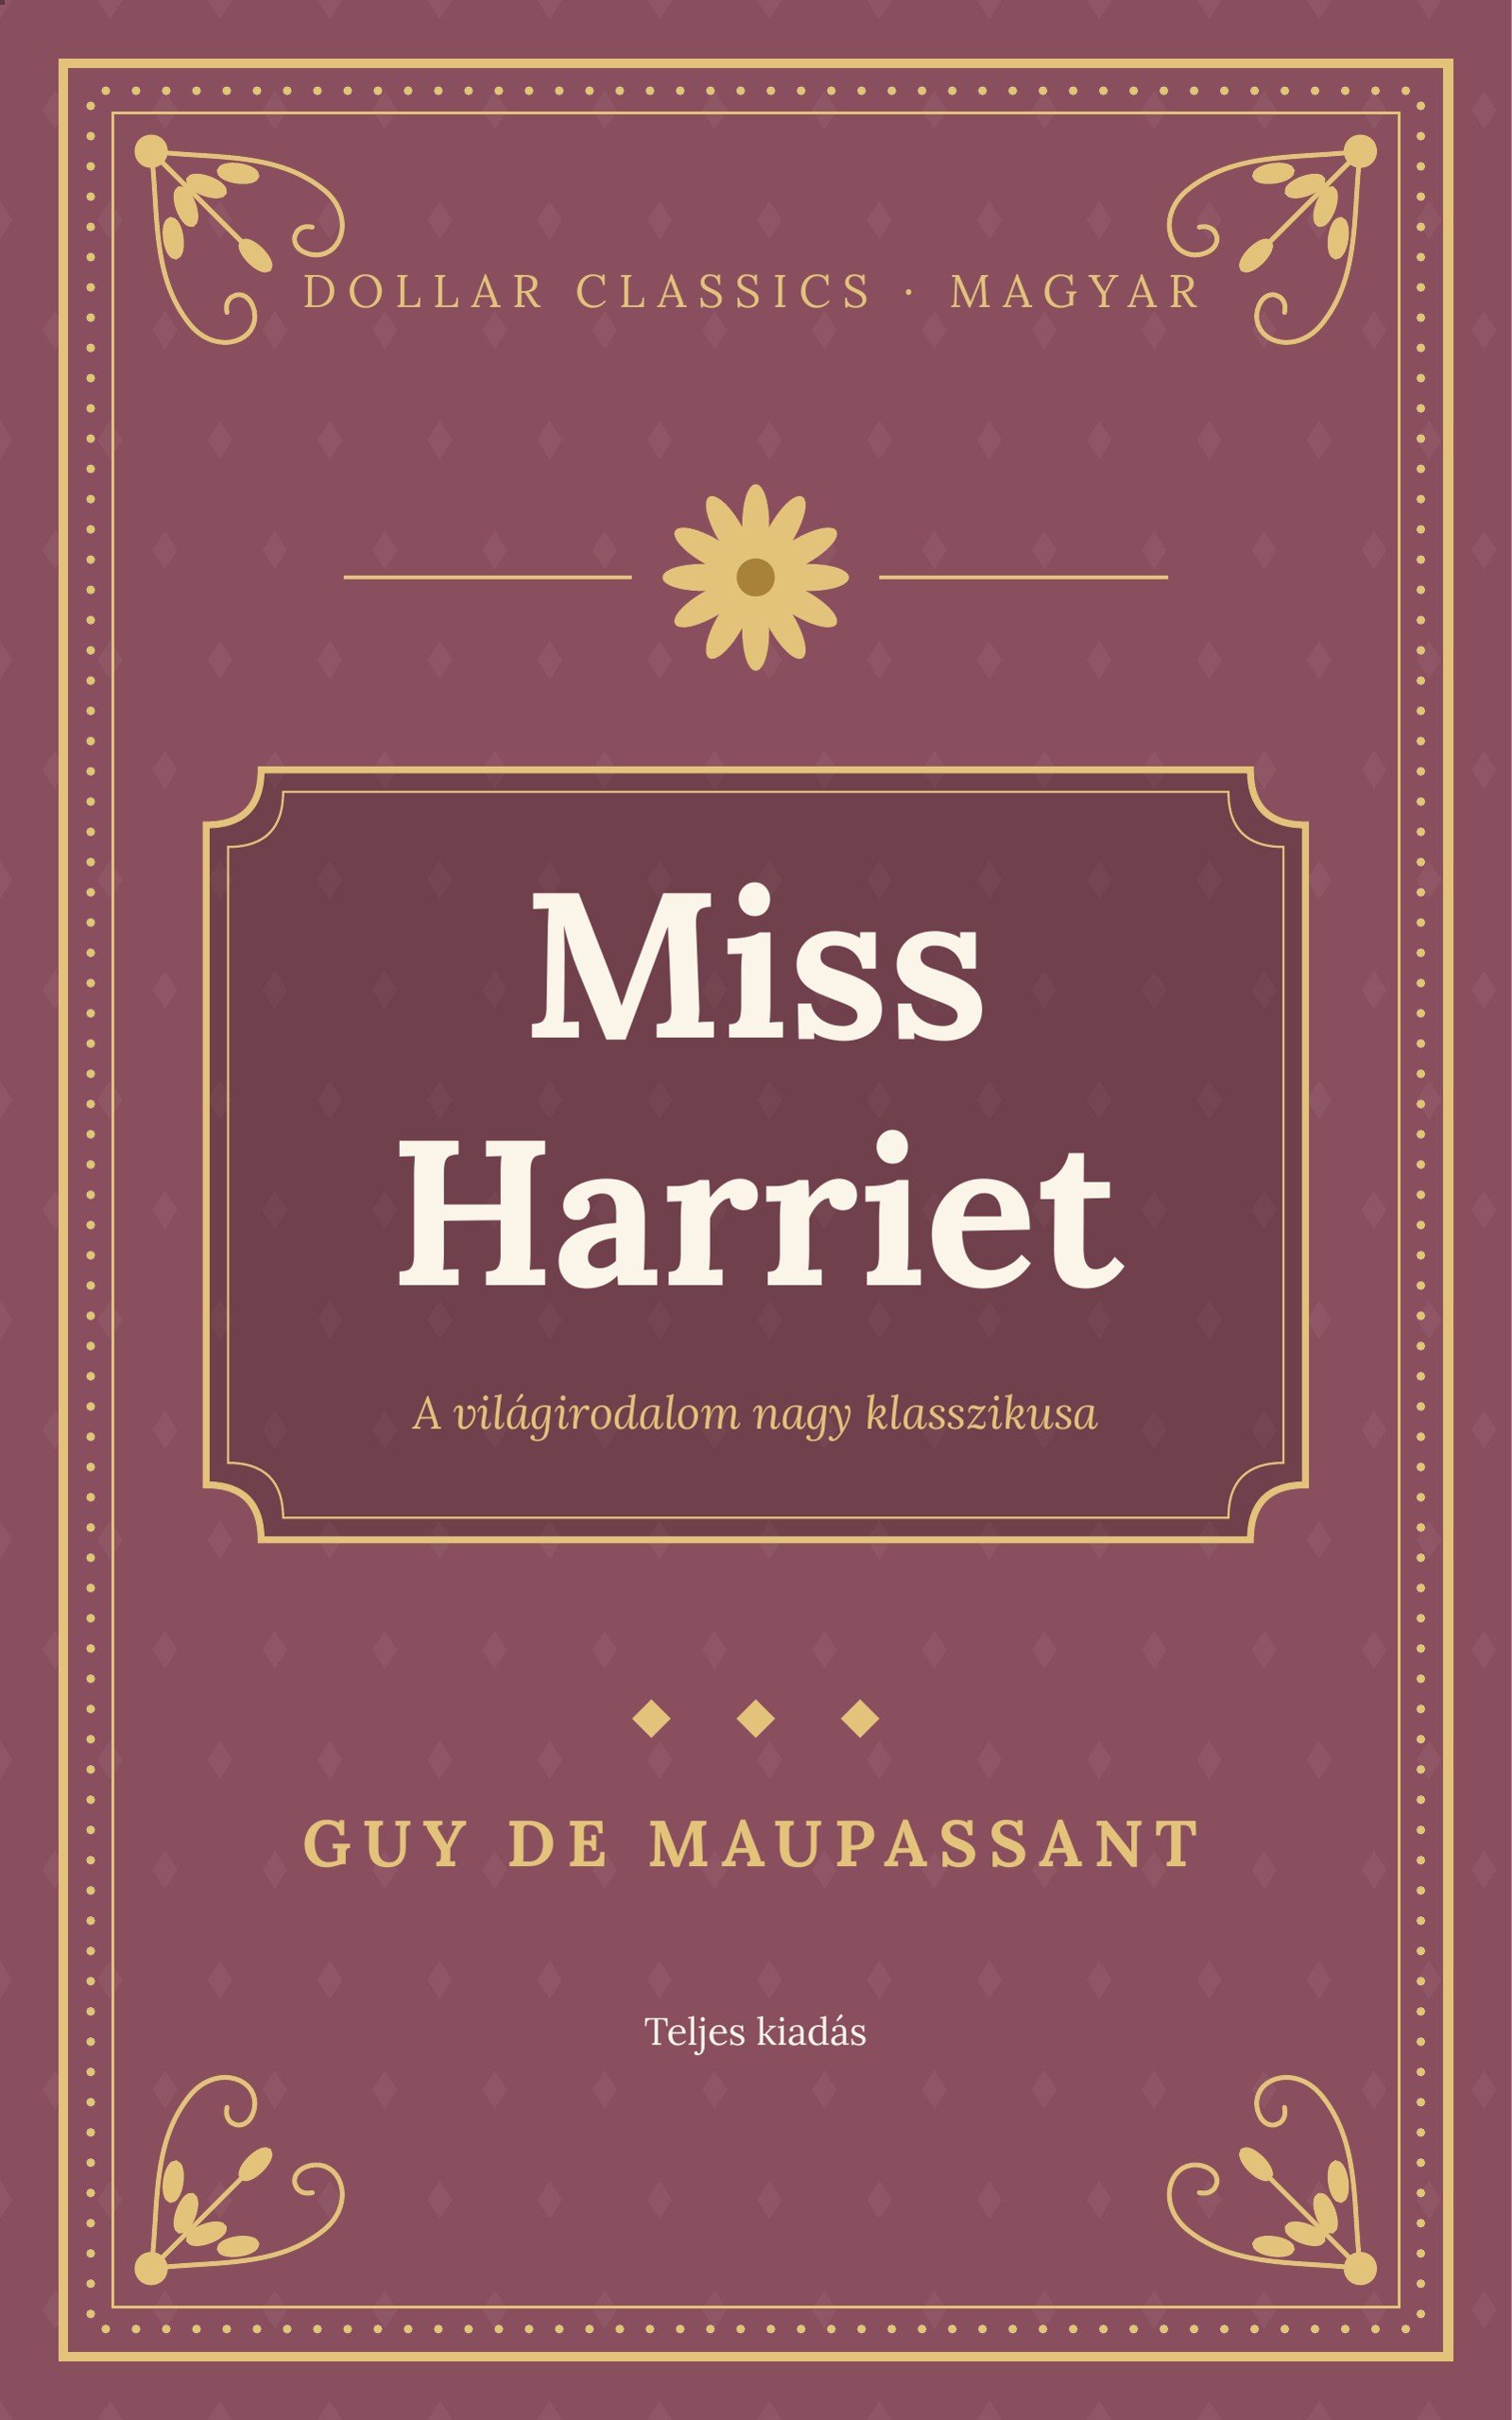 DOLLAR CLASSICS · MAGYAR
Miss
Harriet
A világirodalom nagy klasszikusa
GUY DE MAUPASSANT
Teljes kiadás